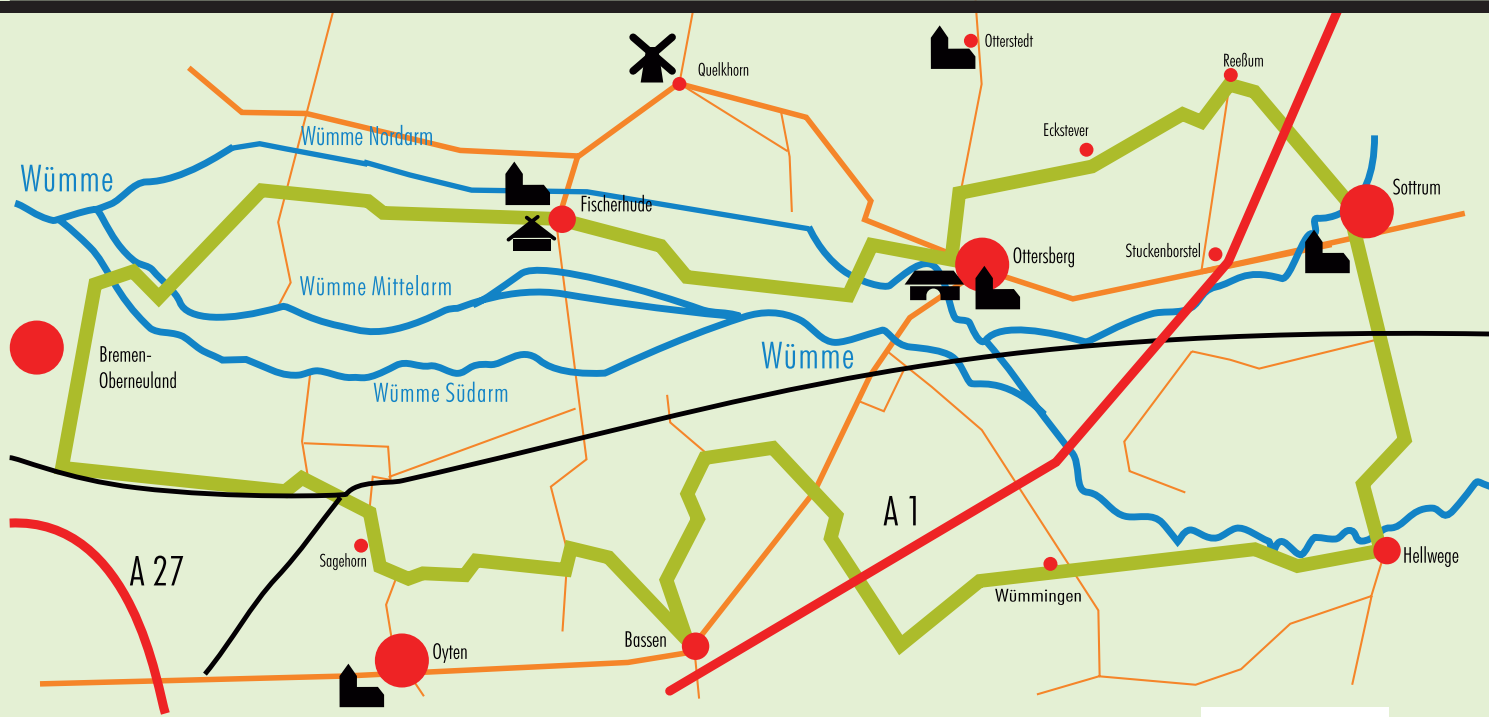 Otterstedt
Reeßum
Quelkhorn
Eckstever
Wümme Nordarm
Wümme
Sottrum
Fischerhude
Stuckenborstel
Ottersberg
Wümme Mittelarm
Bremen-
Oberneuland
Wümme
Wümme Südarm
A 1
Sagehorn
A 27
Hellwege
Wümmingen
Bassen
Oyten